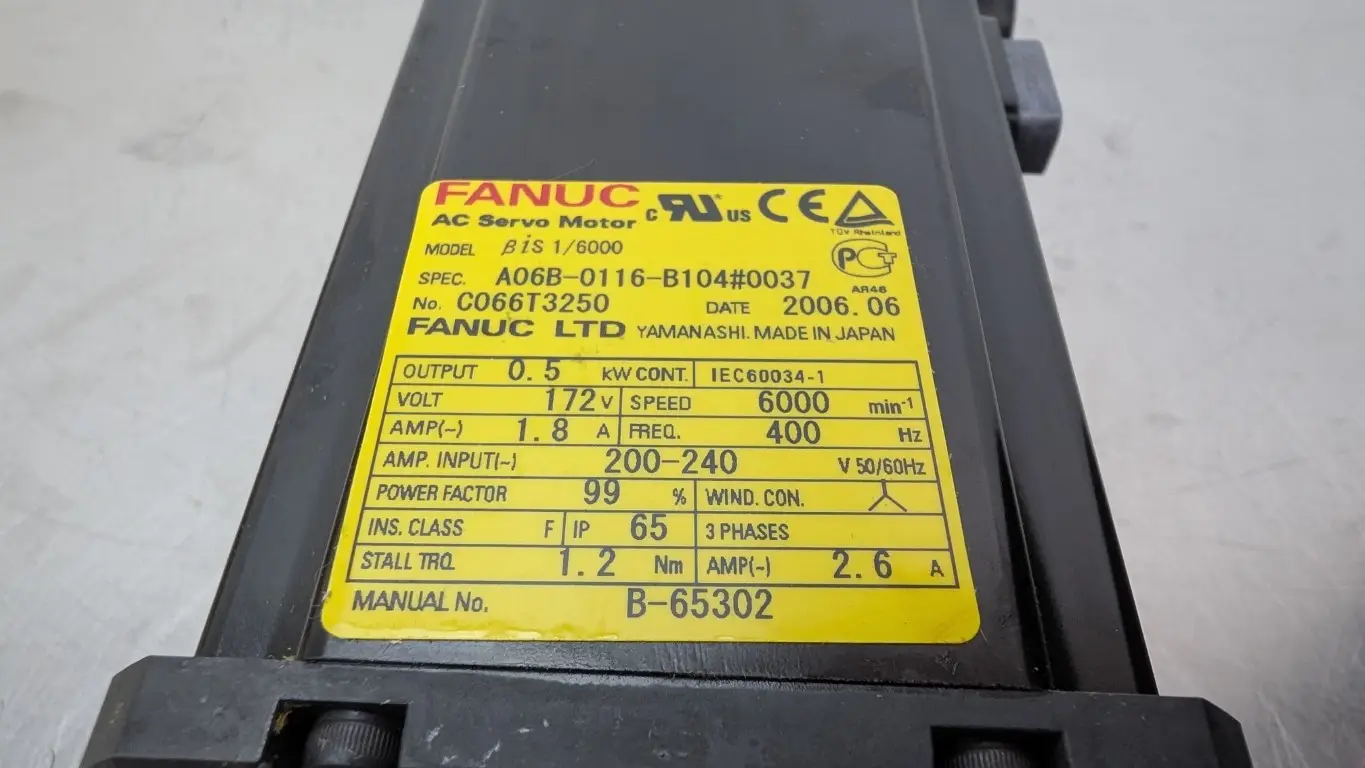 FANUC
AC Servo Motor
c RU US CE
TÜV Rheinland
MODEL βiS 1/6000
SPEC. A06B-0116-B104#0037
PCT
AR46
No. C066T3250 DATE 2006.06
FANUC LTD YAMANASHI. MADE IN JAPAN
OUTPUT 0.5 kW CONT. IEC60034-1
VOLT 172 V SPEED 6000 min-1
AMP(~) 1.8 A FREQ. 400 Hz
AMP. INPUT(~) 200-240 V 50/60Hz
POWER FACTOR 99 % WIND. CON.
INS. CLASS F IP 65 3 PHASES
STALL TRQ. 1.2 Nm AMP(~) 2.6 A
MANUAL No. B-65302